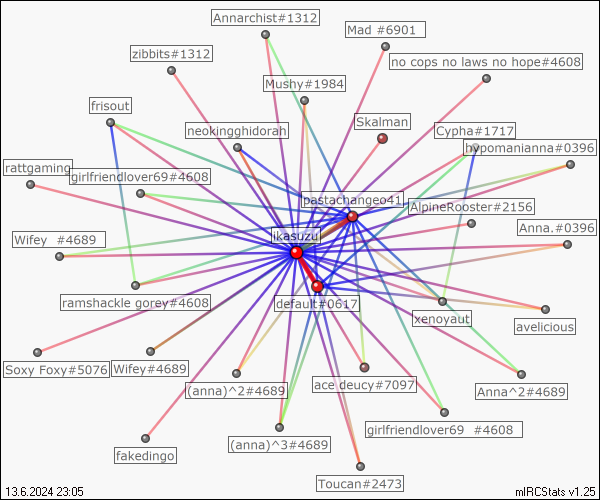 Annarchist#1312
Mad #6901
zibbits#1312
no cops no laws no hope#4608
Mushy#1984
frisout
Skalman
neokingghidorah
Cypha#1717
hypomanianna#0396
rattgaming
girlfriendlover69#4608
pastachangeo41
AlpineRooster#2156
Anna.#0396
Wifey #4689
ikasuzu
ramshackle gorey#4608
default#0617
xenoyaut
avelicious
Soxy Foxy#5076
Wifey#4689
(anna)^2#4689
ace deucy#7097
Anna^2#4689
girlfriendlover69 #4608
fakedingo
(anna)^3#4689
Toucan#2473
13.6.2024 23:05
mIRCStats v1.25